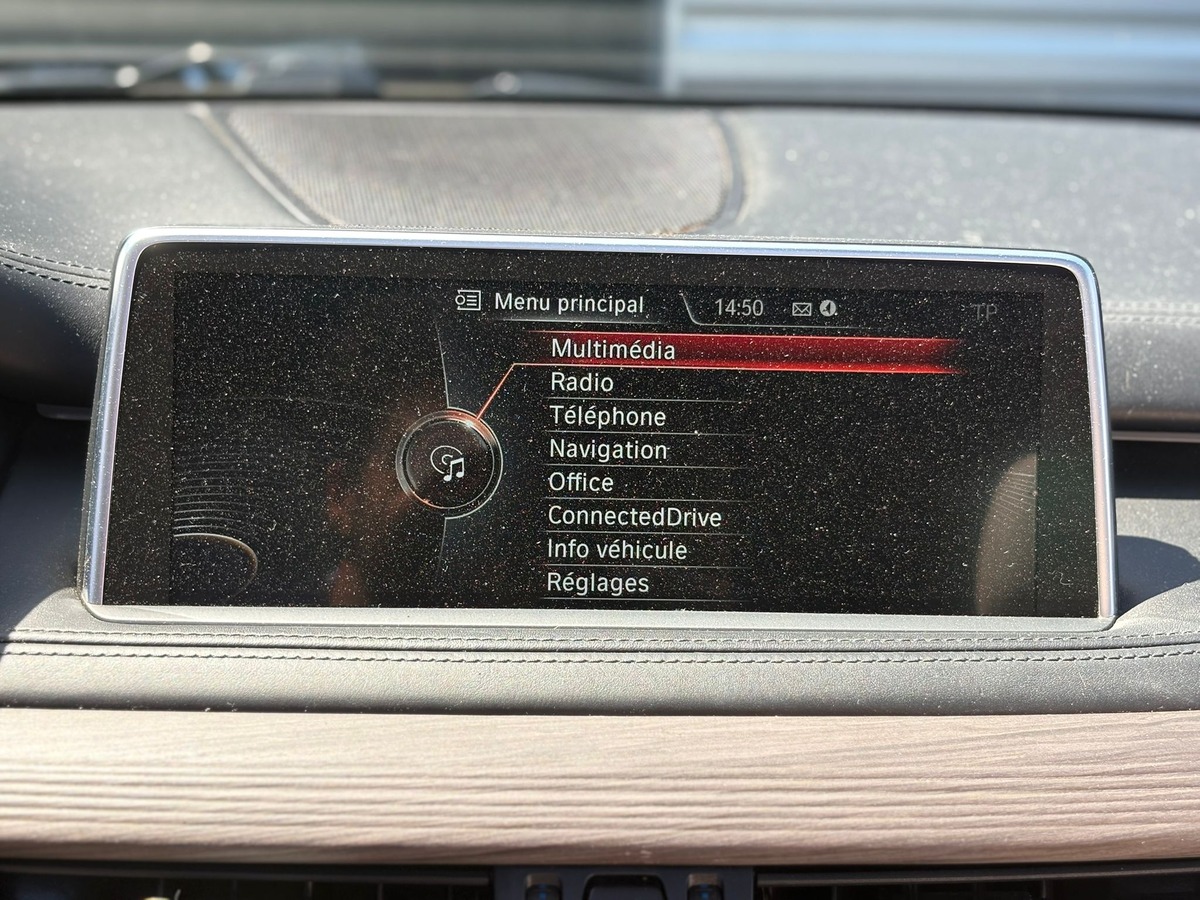 Menu principal 14:50 TP
Multimédia
Radio
Téléphone
Navigation
Office
ConnectedDrive
Info véhicule
Réglages